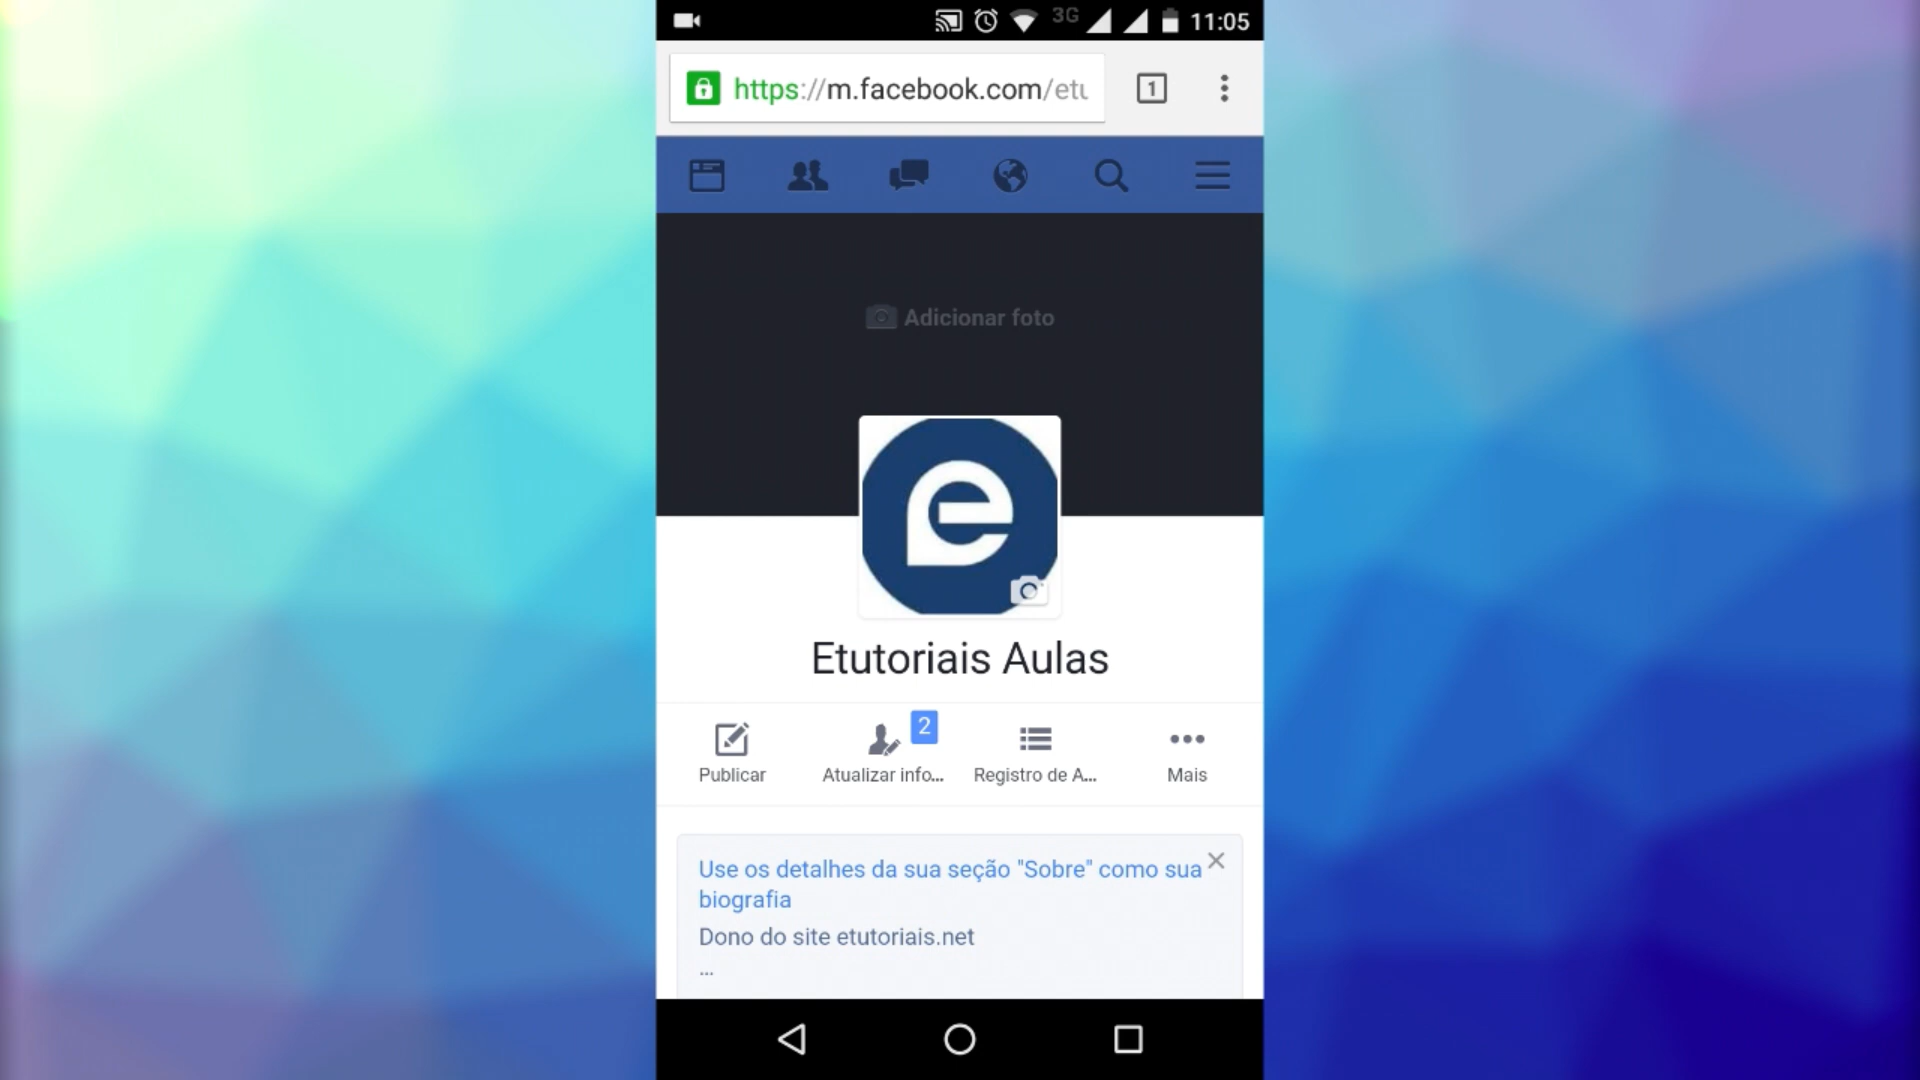 3G 11:05
https://m.facebook.com/etu
1
Adicionar foto
e
Etutoriais Aulas
2
Publicar Atualizar info... Registro de A... Mais
Use os detalhes da sua seção "Sobre" como sua
biografia
Dono do site etutoriais.net
...